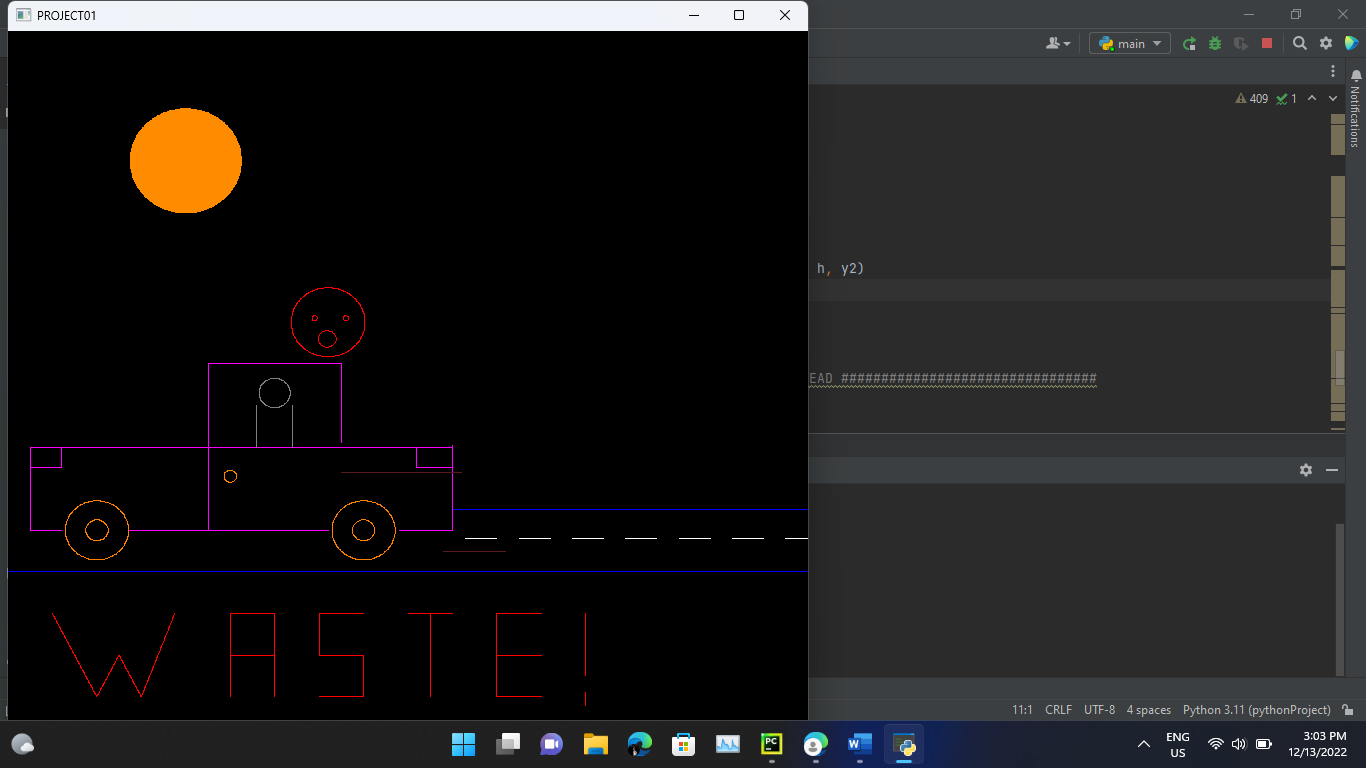 PROJECT01
main
409
1
Notifications
h, y2)
EAD ################################
WASTE!
11:1 CRLF UTF-8 4 spaces Python 3.11 (pythonProject)
PC
W
ENG
US
3:03 PM
12/13/2022